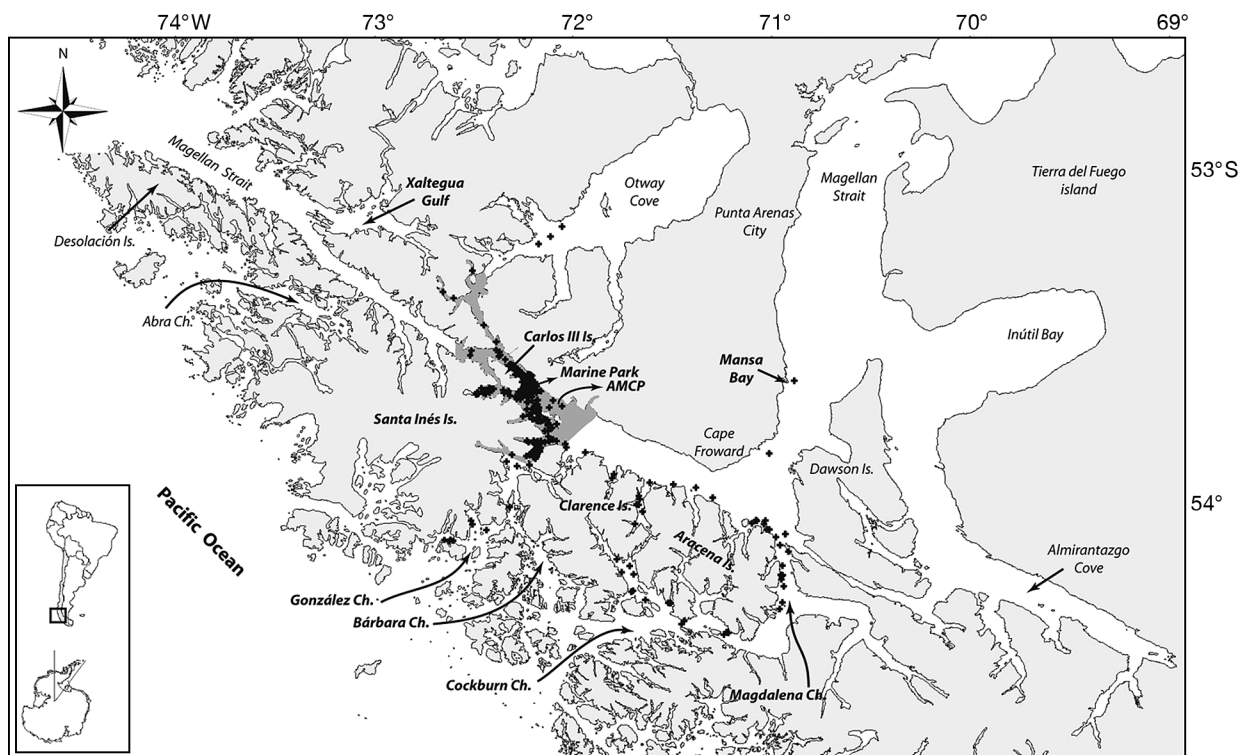 74°W
73°
72°
71°
70°
69°
N
Magellan Strait
Xaltegua
Gulf
Otway
Cove
Magellan
Strait
Tierra del Fuego
island
53°S
Punta Arenas
City
Desolación Is.
Abra Ch.
Carlos III Is.
Inútil Bay
Marine Park
AMCP
Mansa
Bay
Santa Inés Is.
Cape
Froward
Dawson Is.
54°
Clarence Is.
Pacific Ocean
Aracena Is.
Almirantazgo
Cove
González Ch.
Bárbara Ch.
Cockburn Ch.
Magdalena Ch.